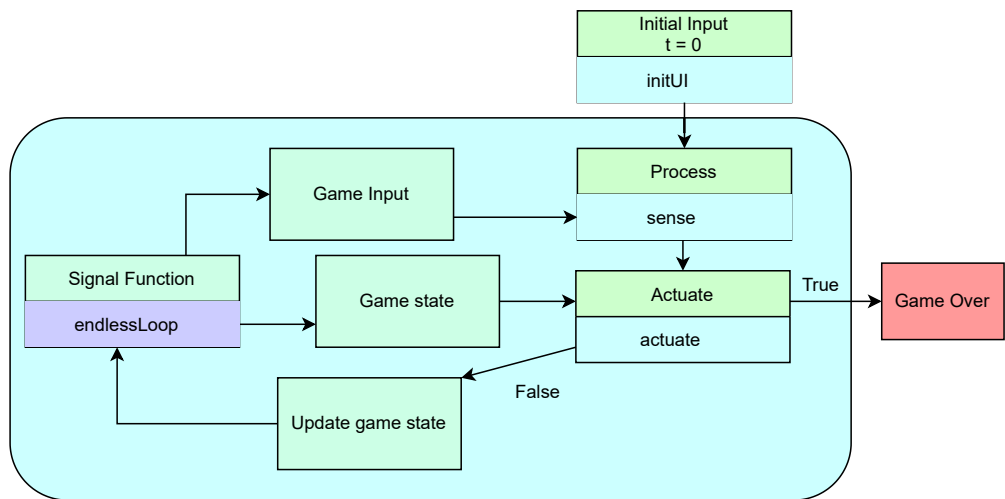 Initial Input
t = 0
initUI
Process
sense
Game Input
Signal Function
endlessLoop
Game state
Actuate
actuate
True
Game Over
False
Update game state